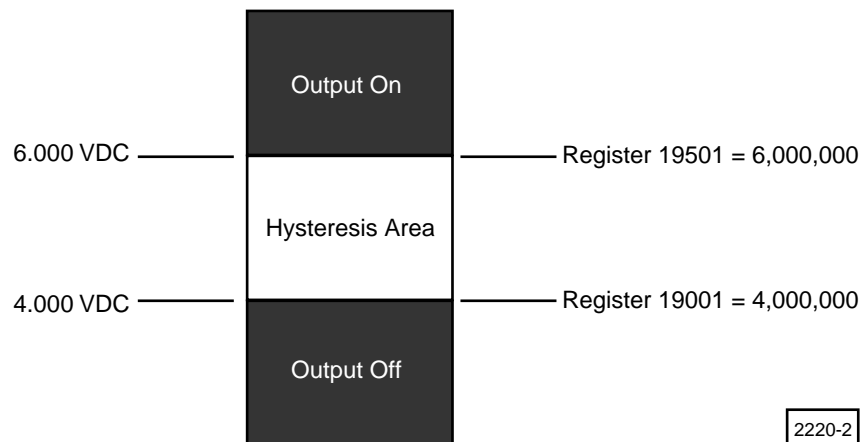 Output On
6.000 VDC
Register 19501 = 6,000,000
Hysteresis Area
4.000 VDC
Register 19001 = 4,000,000
Output Off
2220-2